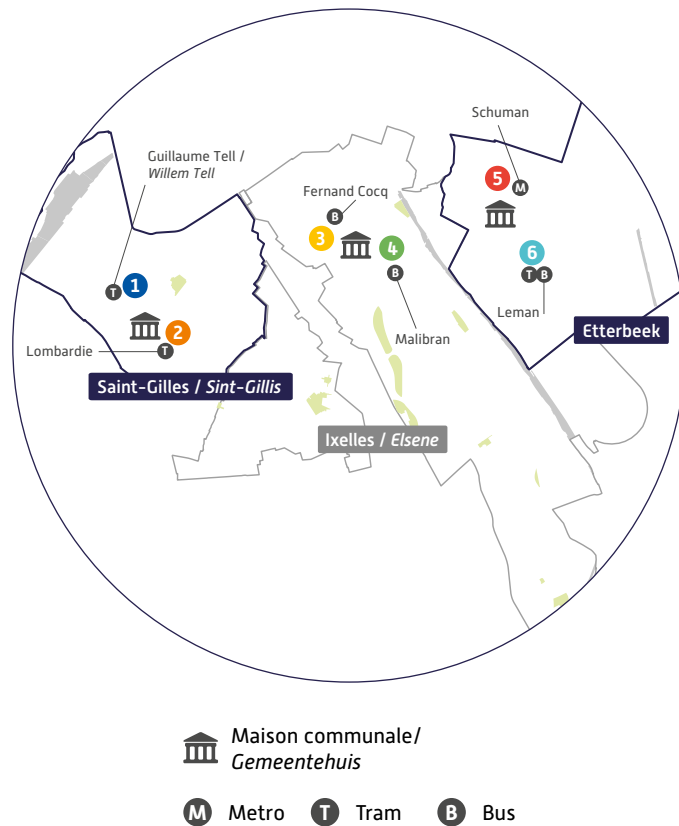 Schuman
Guillaume Tell /
Willem Tell
5
M
Fernand Cocq
B
3
4
6
1
T
B
T B
2
Leman
Malibran
Etterbeek
Lombardie
T
Saint-Gilles / Sint-Gillis
Ixelles / Elsene
Maison communale/
Gemeentehuis
M Metro T Tram B Bus